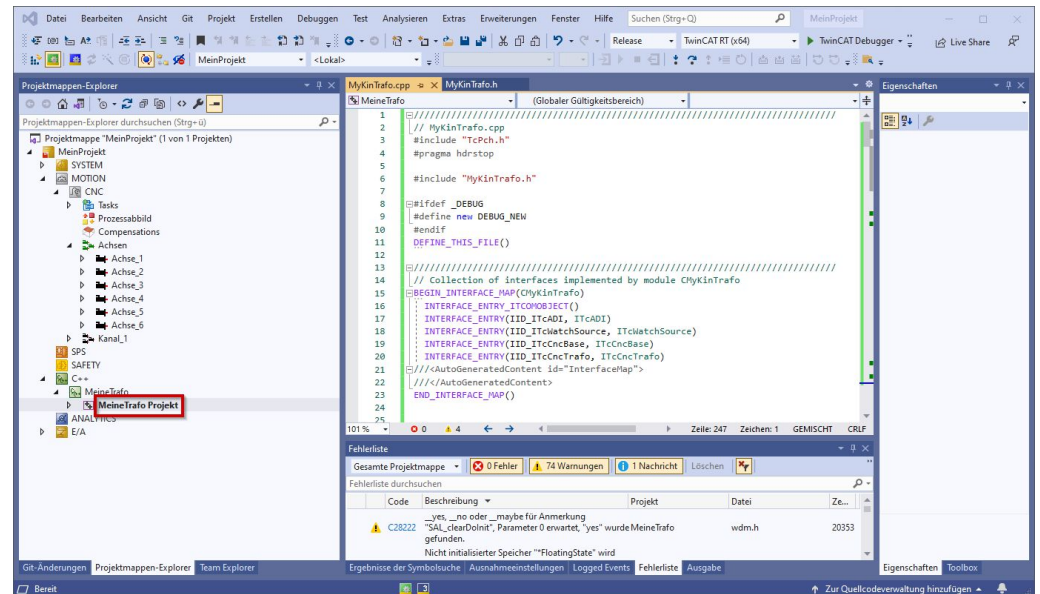 Datei Bearbeiten Ansicht Git Projekt Erstellen Debuggen Test Analysieren Extras Erweiterungen Fenster Hilfe Suchen (Strg+Q) MeinProjekt
Release TwinCAT RT (x64) TwinCAT Debugger Live Share
MeinProjekt <Lokal>
Projektmappen-Explorer
Projektmappen-Explorer durchsuchen (Strg+ü)
Projektmappe "MeinProjekt" (1 von 1 Projekten)
MeinProjekt
SYSTEM
MOTION
CNC
Tasks
Prozessabbild
Compensations
Achsen
Achse_1
Achse_2
Achse_3
Achse_4
Achse_5
Achse_6
Kanal_1
SPS
SAFETY
C++
MeineTrafo
MeineTrafo Projekt
ANALYTICS
E/A
Git-Änderungen Projektmappen-Explorer Team Explorer
MyKinTrafo.cpp MyKinTrafo.h
MeineTrafo (Globaler Gültigkeitsbereich)
1 ////////////////////////////////////////////////////////////////////////////////
2 // MyKinTrafo.cpp
3 #include "TcPch.h"
4 #pragma hdrstop
5
6 #include "MyKinTrafo.h"
7
8 #ifdef _DEBUG
9 #define new DEBUG_NEW
10 #endif
11 DEFINE_THIS_FILE()
12
13 ////////////////////////////////////////////////////////////////////////////////
14 // Collection of interfaces implemented by module CMyKinTrafo
15 BEGIN_INTERFACE_MAP(CMyKinTrafo)
16 INTERFACE_ENTRY_ITCOMOBJECT()
17 INTERFACE_ENTRY(IID_ITcADI, ITcADI)
18 INTERFACE_ENTRY(IID_ITcWatchSource, ITcWatchSource)
19 INTERFACE_ENTRY(IID_ITcCncBase, ITcCncBase)
20 INTERFACE_ENTRY(IID_ITcCncTrafo, ITcCncTrafo)
21 ///<AutoGeneratedContent id="InterfaceMap">
22 ///</AutoGeneratedContent>
23 END_INTERFACE_MAP()
24
25
101 % 0 4 Zeile: 247 Zeichen: 1 GEMISCHT CRLF
Fehlerliste
Gesamte Projektmappe 0 Fehler 74 Warnungen 1 Nachricht Löschen
Fehlerliste durchsuchen
Code Beschreibung Projekt Datei Ze...
__yes, __no oder __maybe für Anmerkung
C28222 "SAL_clearDoInit", Parameter 0 erwartet, "yes" wurde MeineTrafo wdm.h 20353
gefunden.
Nicht initialisierter Speicher "*FloatingState" wird
Ergebnisse der Symbolsuche Ausnahmeeinstellungen Logged Events Fehlerliste Ausgabe
Eigenschaften
Eigenschaften Toolbox
Bereit 3 Zur Quellcodeverwaltung hinzufügen